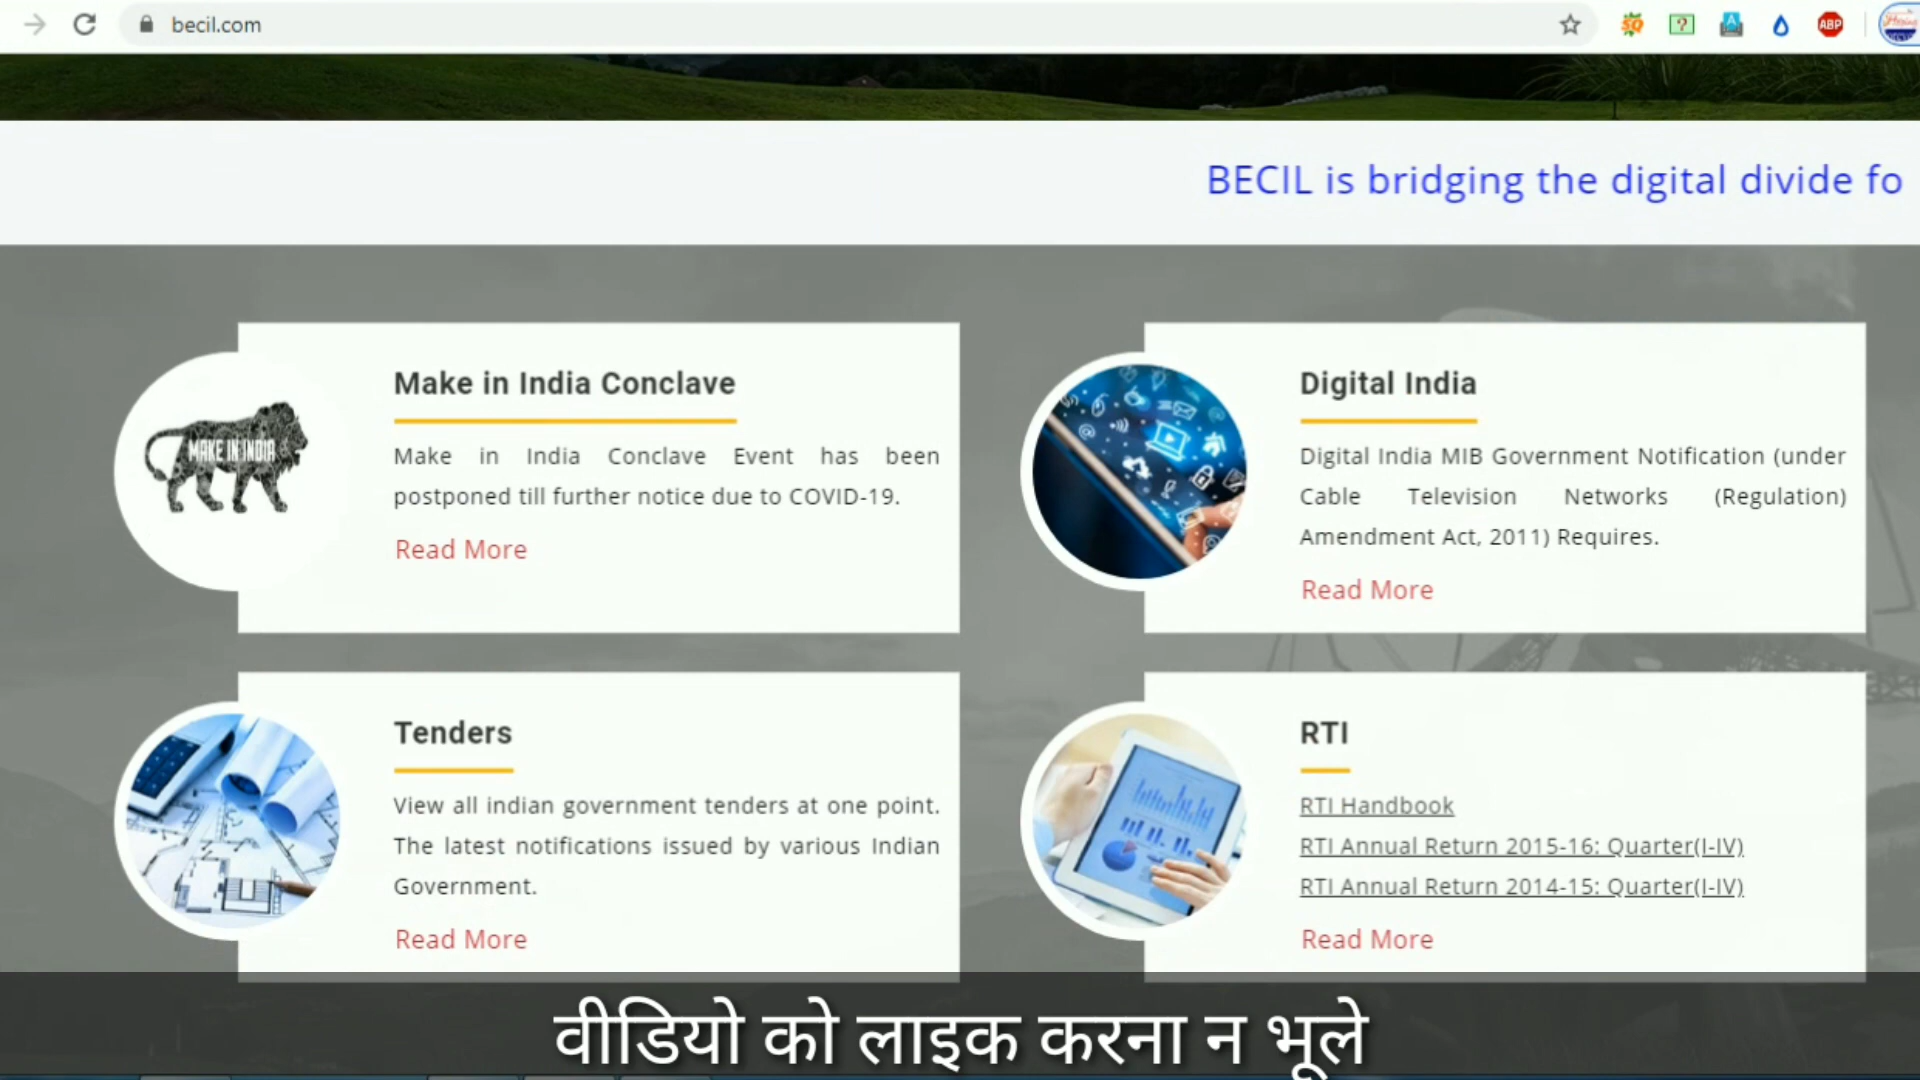 becil.com
BECIL is bridging the digital divide fo
Make in India Conclave
Make in India Conclave Event has been
postponed till further notice due to COVID-19.
Read More
MAKE IN INDIA
Digital India
Digital India MIB Government Notification (under
Cable Television Networks (Regulation)
Amendment Act, 2011) Requires.
Read More
Tenders
View all indian government tenders at one point.
The latest notifications issued by various Indian
Government.
Read More
RTI
RTI Handbook
RTI Annual Return 2015-16: Quarter(I-IV)
RTI Annual Return 2014-15: Quarter(I-IV)
Read More
वीडियो को लाइक करना न भूले
ABP